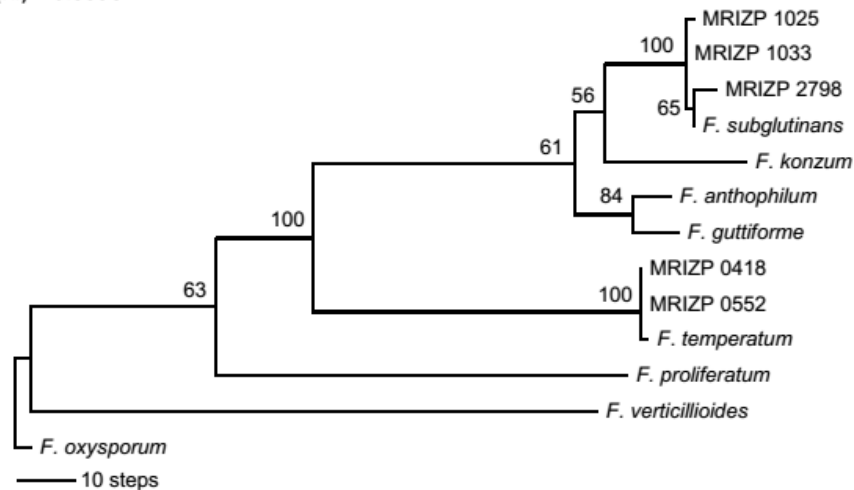 MRIZP 1025
100
MRIZP 1033
56
MRIZP 2798
65
F. subglutinans
61
F. konzum
84
F. anthophilum
100
F. guttiforme
MRIZP 0418
63
100
MRIZP 0552
F. temperatum
F. proliferatum
F. verticillioides
F. oxysporum
10 steps